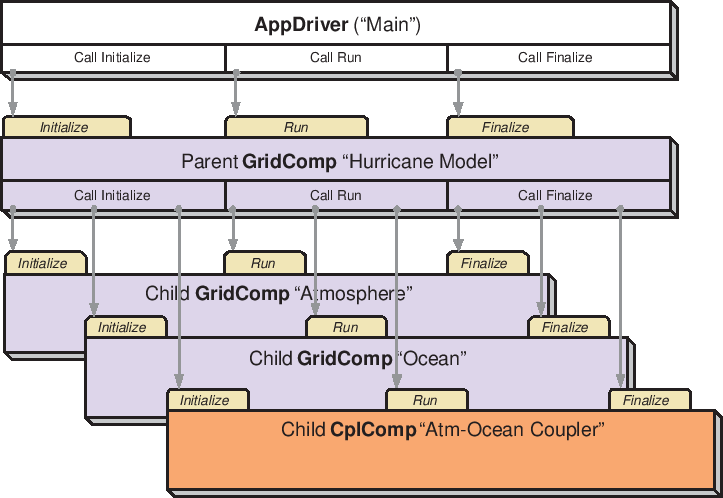 AppDriver (“Main”)
Call Initialize Call Run Call Finalize
Initialize Run Finalize
Parent GridComp “Hurricane Model”
Call Initialize Call Run Call Finalize
Initialize Run Finalize
Child GridComp “Atmosphere”
Initialize Run Finalize
Child GridComp “Ocean”
Initialize Run Finalize
Child CplComp “Atm-Ocean Coupler”